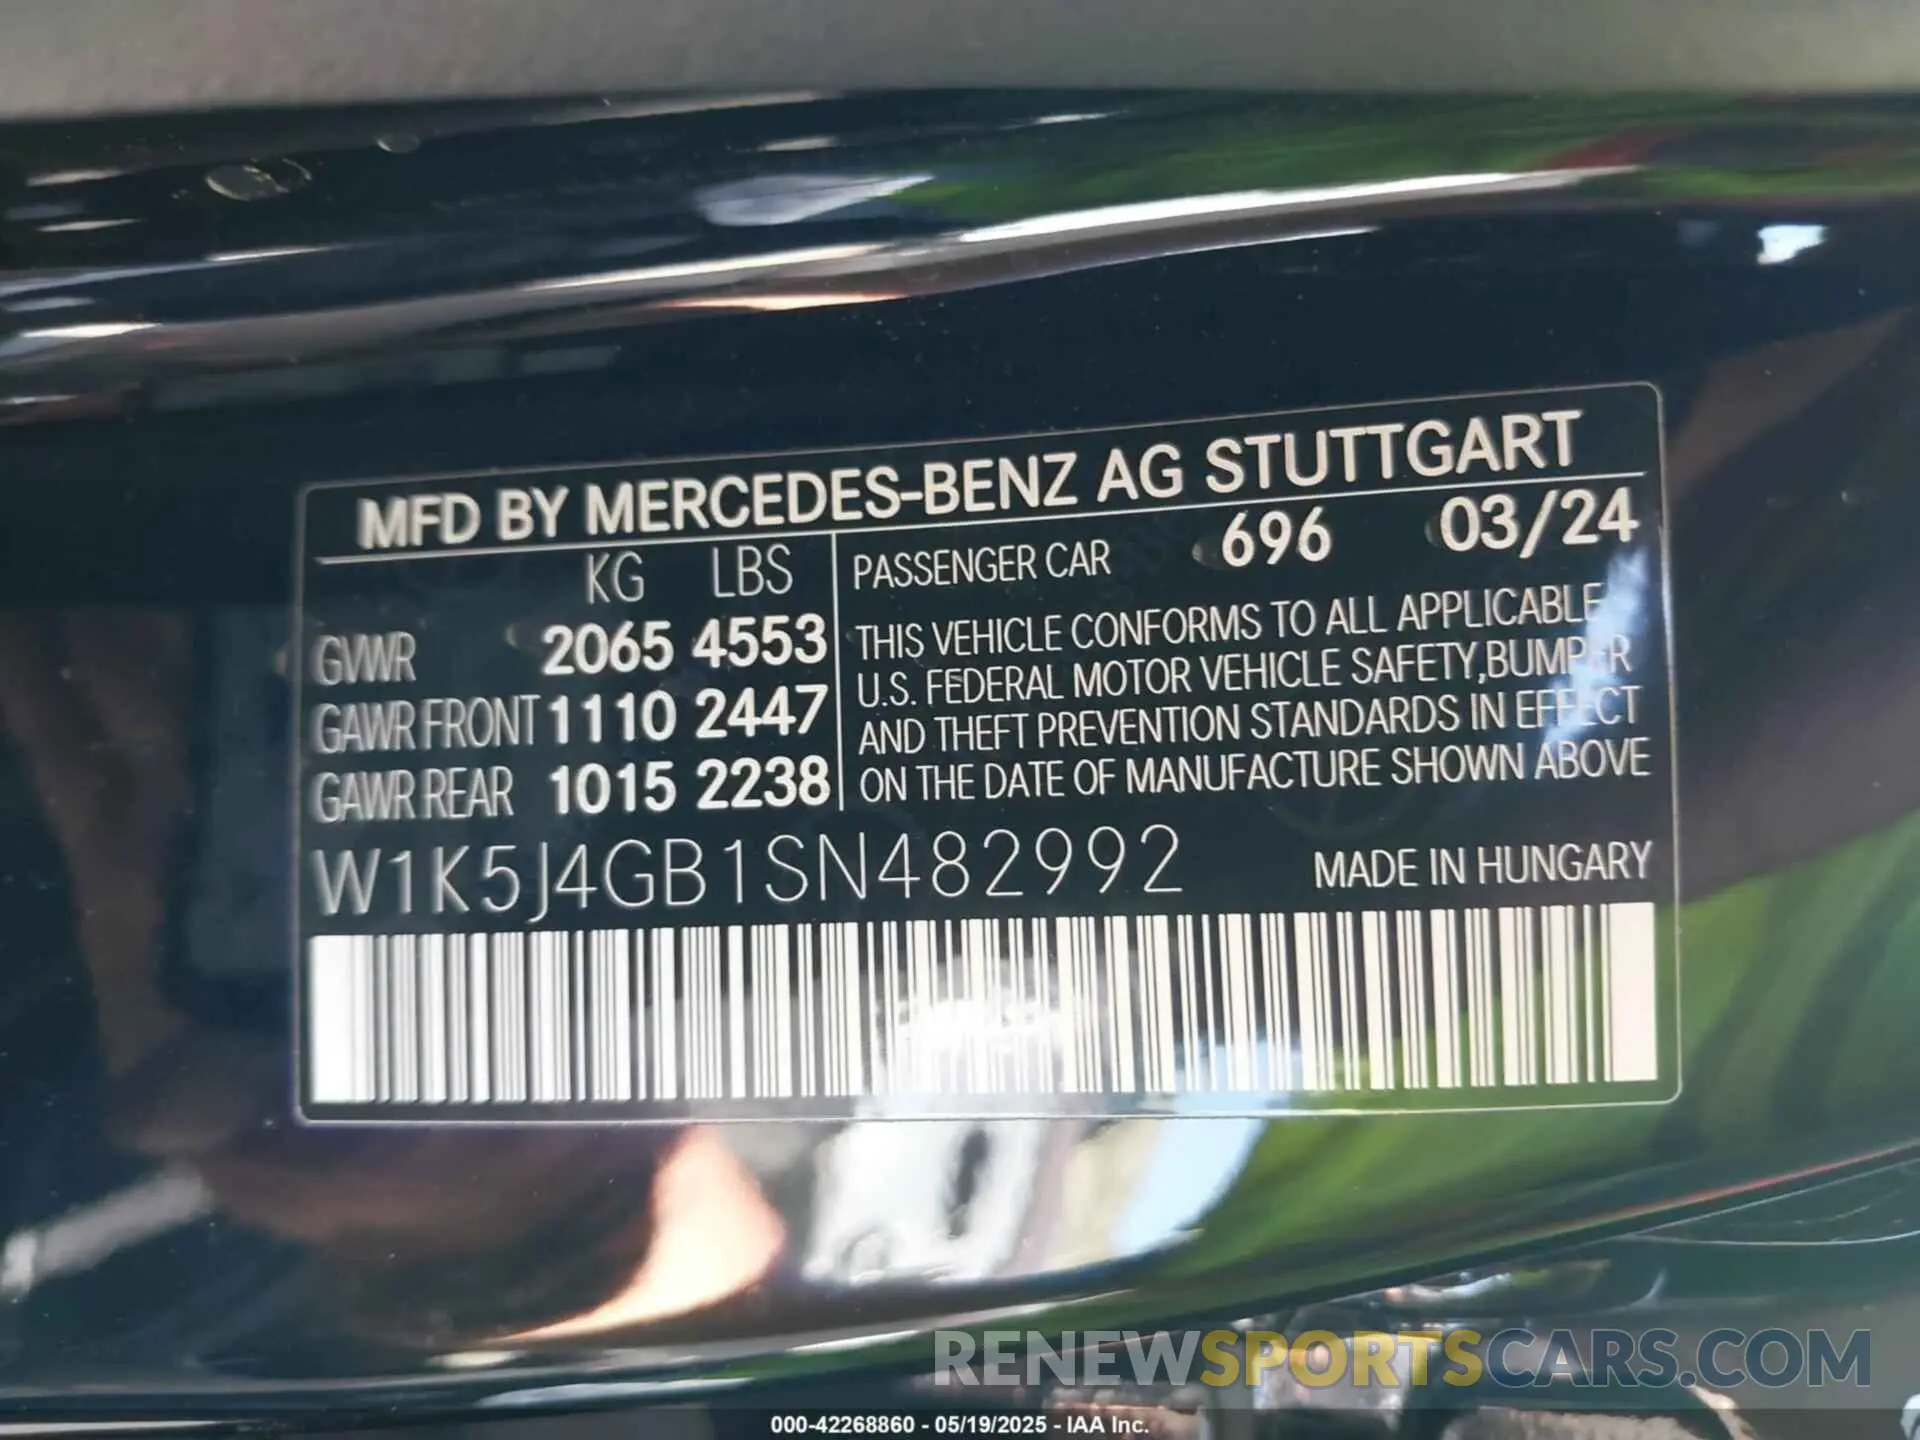 MFD BY MERCEDES-BENZ AG STUTTGART
KG LBS
GVWR 2065 4553
GAWR FRONT 1110 2447
GAWR REAR 1015 2238
PASSENGER CAR 696 03/24
THIS VEHICLE CONFORMS TO ALL APPLICABLE
U.S. FEDERAL MOTOR VEHICLE SAFETY,BUMPER
AND THEFT PREVENTION STANDARDS IN EFFECT
ON THE DATE OF MANUFACTURE SHOWN ABOVE
W1K5J4GB1SN482992 MADE IN HUNGARY
RENEWSPORTSCARS.COM
000-42268860 - 05/19/2025 - IAA Inc.